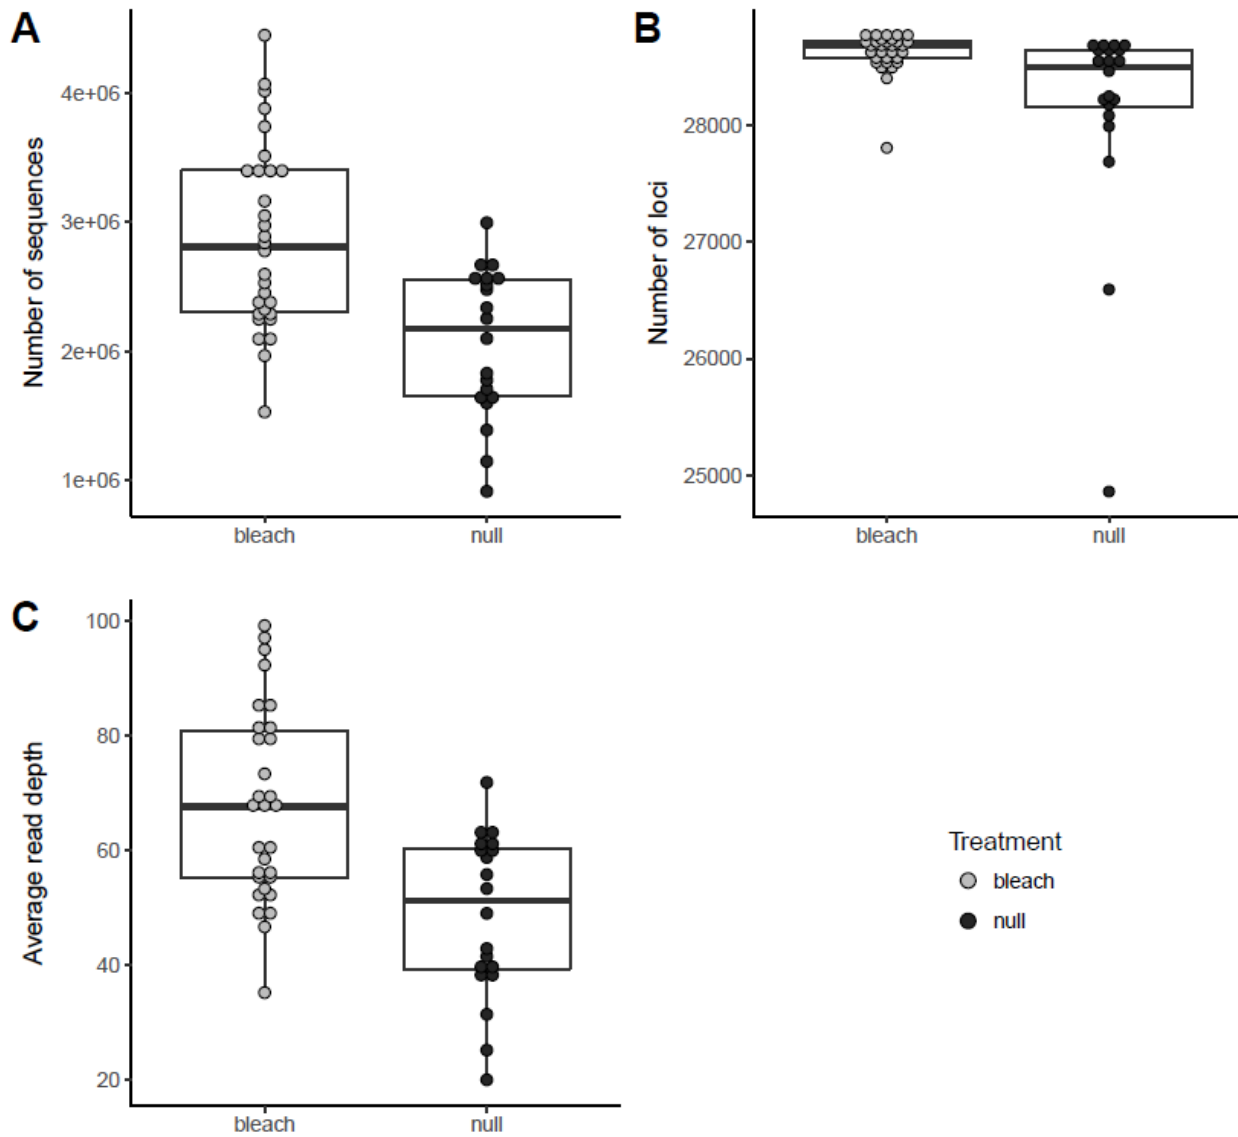 A
Number of sequences
4e+06
3e+06
2e+06
1e+06
bleach
null
B
Number of loci
28000
27000
26000
25000
bleach
null
C
Average read depth
100
80
60
40
20
bleach
null
Treatment
bleach
null